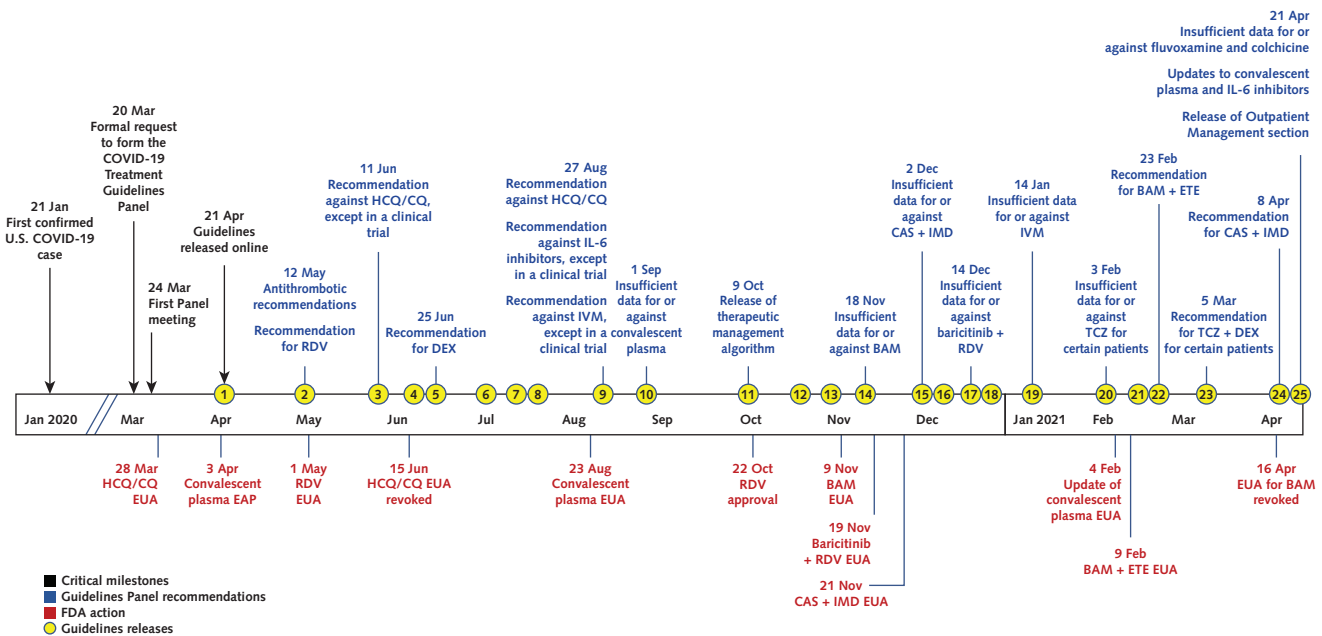 21 Jan
First confirmed
U.S. COVID-19
case
20 Mar
Formal request
to form the
COVID-19
Treatment
Guidelines
Panel
24 Mar
First Panel
meeting
21 Apr
Guidelines
released online
12 May
Antithrombotic
recommendations
Recommendation
for RDV
11 Jun
Recommendation
against HCQ/CQ,
except in a clinical
trial
25 Jun
Recommendation
for DEX
27 Aug
Recommendation
against HCQ/CQ
Recommendation
against IL-6
inhibitors, except
in a clinical trial
Recommendation
against IVM,
except in a
clinical trial
1 Sep
Insufficient
data for or
against
convalescent
plasma
9 Oct
Release of
therapeutic
management
algorithm
18 Nov
Insufficient
data for or
against BAM
2 Dec
Insufficient
data for or
against
CAS + IMD
14 Dec
Insufficient
data for or
against
baricitinib +
RDV
14 Jan
Insufficient data
for or against
IVM
3 Feb
Insufficient
data for or
against
TCZ for
certain patients
23 Feb
Recommendation
for BAM + ETE
5 Mar
Recommendation
for TCZ + DEX
for certain patients
8 Apr
Recommendation
for CAS + IMD
21 Apr
Insufficient data for or
against fluvoxamine and colchicine
Updates to convalescent
plasma and IL-6 inhibitors
Release of Outpatient
Management section
1 2 3 4 5 6 7 8 9 10 11 12 13 14 15 16 17 18 19 20 21 22 23 24 25
Jan 2020 Mar Apr May Jun Jul Aug Sep Oct Nov Dec Jan 2021 Feb Mar Apr
28 Mar
HCQ/CQ
EUA
3 Apr
Convalescent
plasma EAP
1 May
RDV
EUA
15 Jun
HCQ/CQ EUA
revoked
23 Aug
Convalescent
plasma EUA
22 Oct
RDV
approval
9 Nov
BAM
EUA
19 Nov
Baricitinib
+ RDV EUA
21 Nov
CAS + IMD EUA
4 Feb
Update of
convalescent
plasma EUA
9 Feb
BAM + ETE EUA
16 Apr
EUA for BAM
revoked
Critical milestones
Guidelines Panel recommendations
FDA action
Guidelines releases